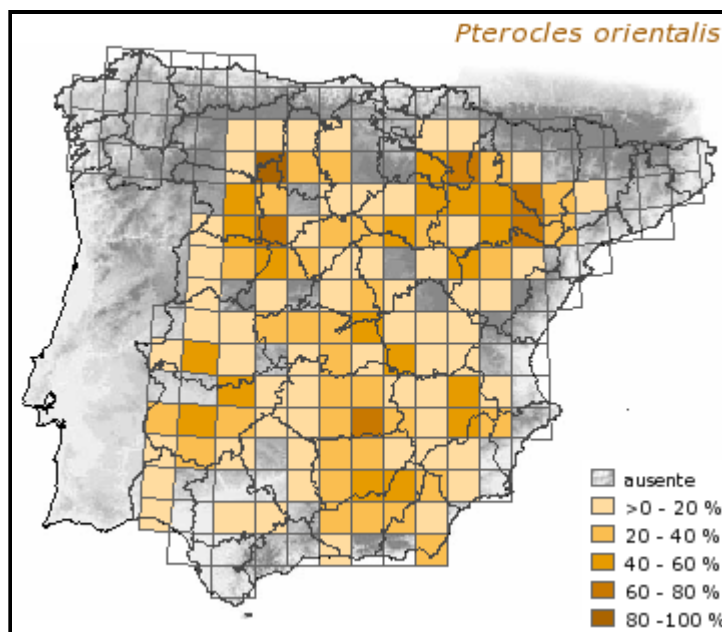 Pterocles orientalis
ausente
>0 - 20 %
20 - 40 %
40 - 60 %
60 - 80 %
80 -100 %